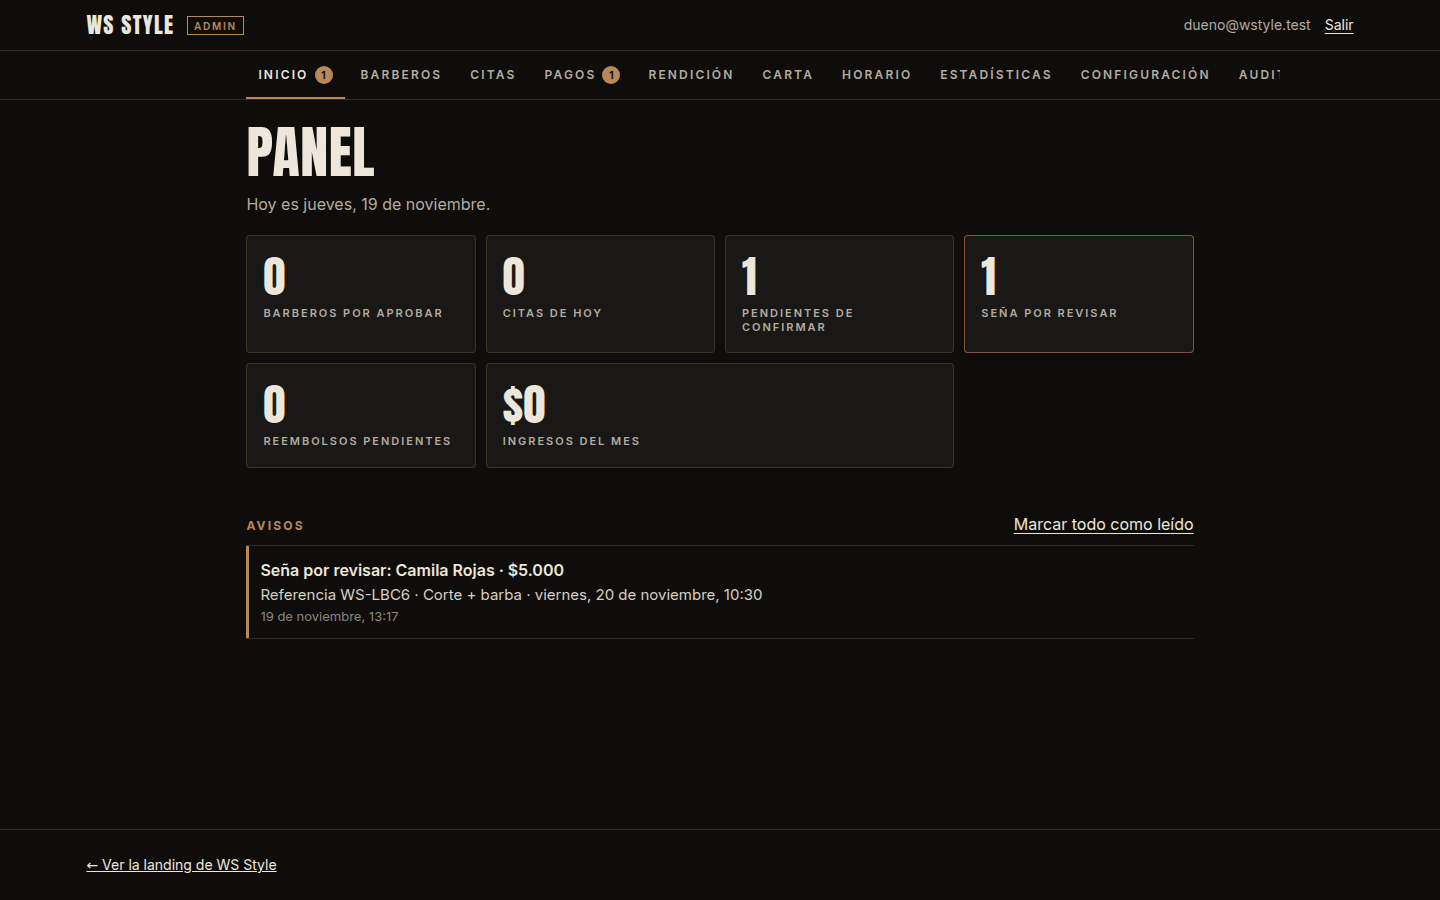 WS STYLE ADMIN dueno@wstyle.test Salir
INICIO 1 BARBEROS CITAS PAGOS 1 RENDICIÓN CARTA HORARIO ESTADÍSTICAS CONFIGURACIÓN
PANEL
Hoy es jueves, 19 de noviembre.
0
BARBEROS POR APROBAR
0
CITAS DE HOY
1
PENDIENTES DE
CONFIRMAR
1
SEÑA POR REVISAR
0
REEMBOLSOS PENDIENTES
$0
INGRESOS DEL MES
AVISOS Marcar todo como leído
Seña por revisar: Camila Rojas · $5.000
Referencia WS-LBC6 · Corte + barba · viernes, 20 de noviembre, 10:30
19 de noviembre, 13:17
← Ver la landing de WS Style